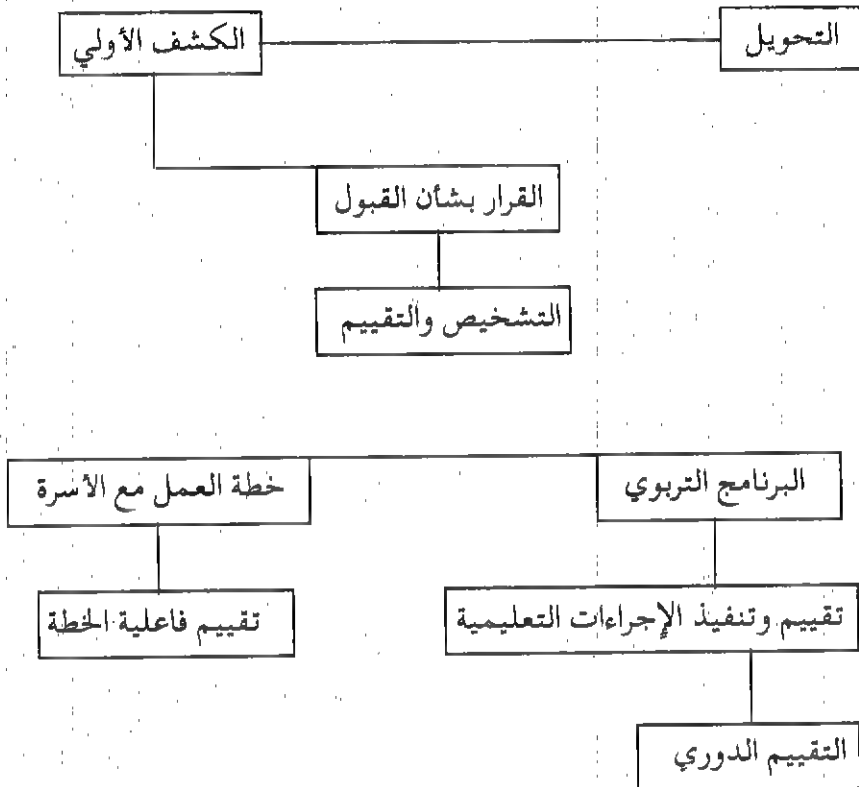 التحويل
الكشف الأولي
القرار بشأن القبول
التشخيص والتقييم
البرنامج التربوي
خطة العمل مع الأسرة
تقييم وتنفيذ الإجراءات التعليمية
تقييم فاعلية الخطة
التقييم الدوري